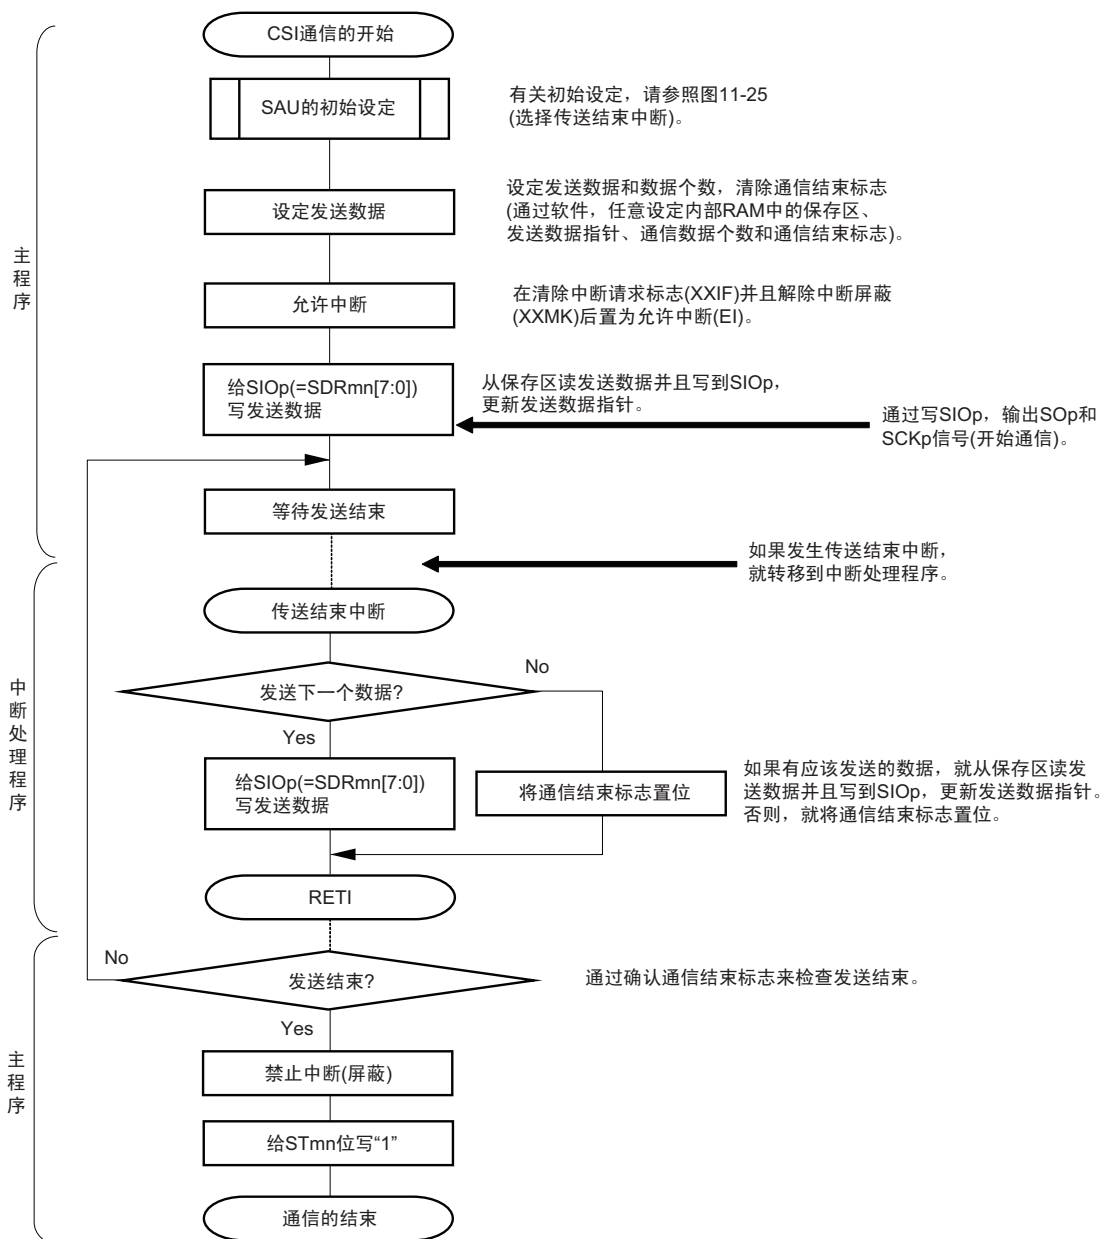 CSI通信的开始
SAU的初始设定
有关初始设定，请参照图11-25
(选择传送结束中断)。
设定发送数据
设定发送数据和数据个数，清除通信结束标志
(通过软件，任意设定内部RAM中的保存区、
发送数据指针、通信数据个数和通信结束标志)。
主程序
允许中断
在清除中断请求标志(XXIF)并且解除中断屏蔽
(XXMK)后置为允许中断(EI)。
给SIOp(=SDRmn[7:0])
写发送数据
从保存区读发送数据并且写到SIOp，
更新发送数据指针。
通过写SIOp，输出SOp和
SCKp信号(开始通信)。
等待发送结束
如果发生传送结束中断，
就转移到中断处理程序。
传送结束中断
中断处理程序
发送下一个数据?
No
Yes
给SIOp(=SDRmn[7:0])
写发送数据
将通信结束标志置位
如果有应该发送的数据，就从保存区读发
送数据并且写到SIOp，更新发送数据指针。
否则，就将通信结束标志置位。
RETI
No
发送结束?
通过确认通信结束标志来检查发送结束。
Yes
主程序
禁止中断(屏蔽)
给STmn位写“1”
通信的结束